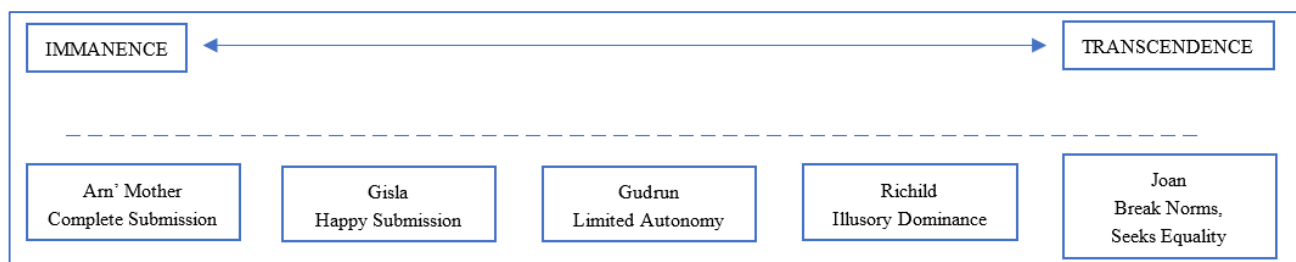 IMMANENCE
TRANSCENDENCE
Arn’ Mother
Complete Submission
Gisla
Happy Submission
Gudrun
Limited Autonomy
Richild
Illusory Dominance
Joan
Break Norms,
Seeks Equality